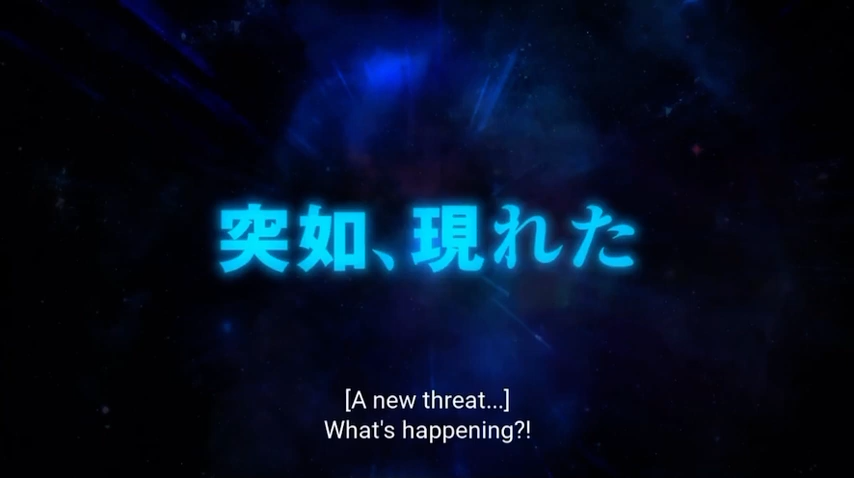 突如、現れた
[A new threat...]
What's happening?!